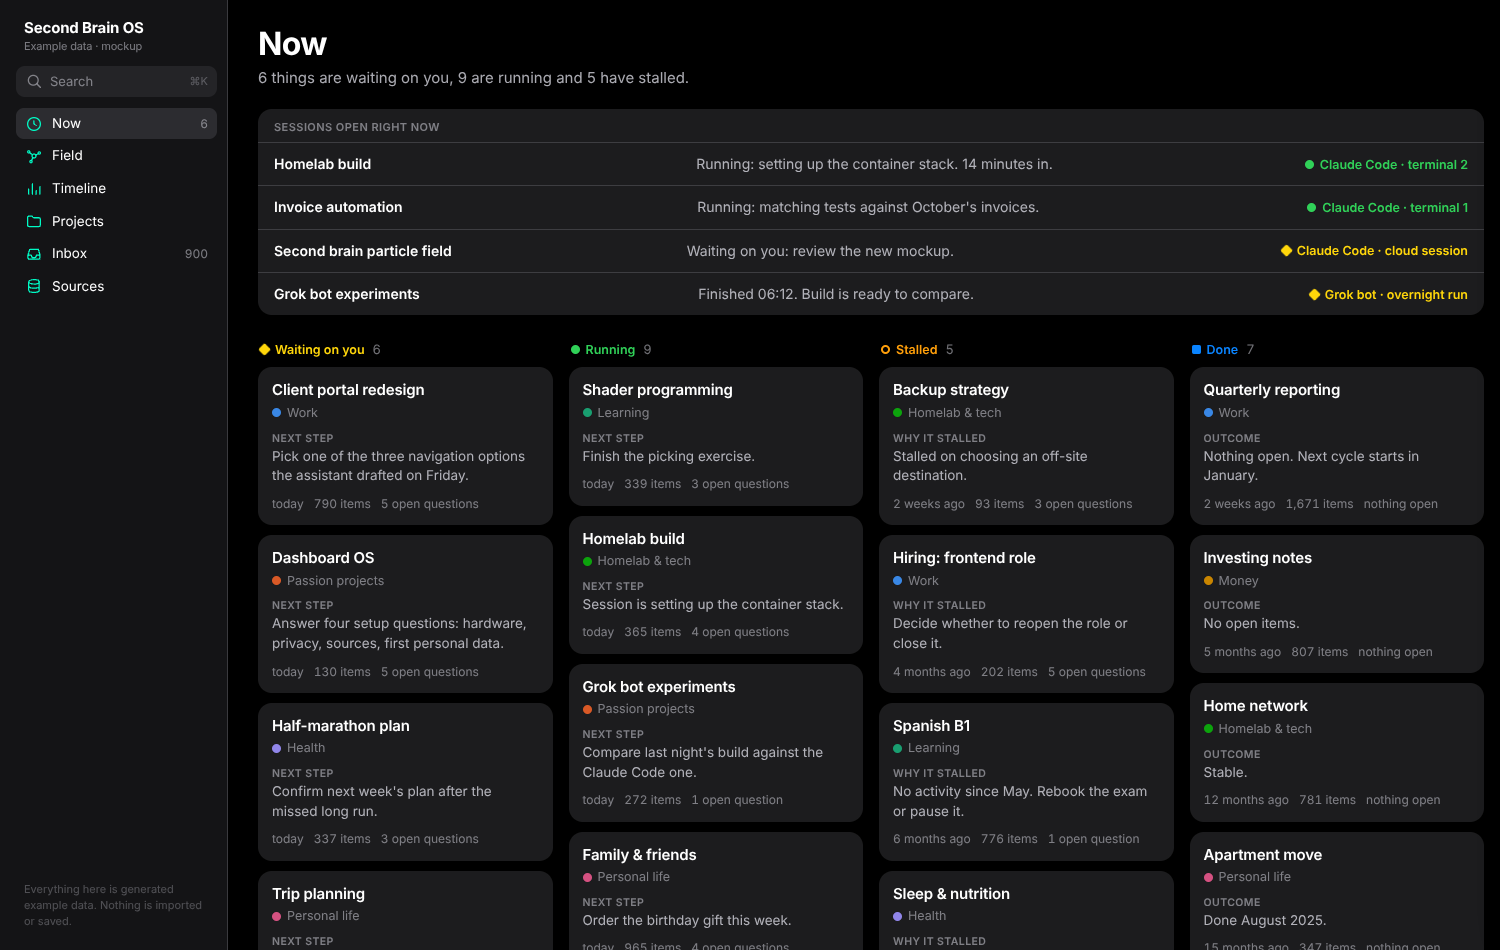 Second Brain OS
Example data · mockup
Search ⌘K
Now 6
Field
Timeline
Projects
Inbox 900
Sources
Everything here is generated
example data. Nothing is imported
or saved.
Now
6 things are waiting on you, 9 are running and 5 have stalled.
SESSIONS OPEN RIGHT NOW
Homelab build Running: setting up the container stack. 14 minutes in. Claude Code · terminal 2
Invoice automation Running: matching tests against October's invoices. Claude Code · terminal 1
Second brain particle field Waiting on you: review the new mockup. Claude Code · cloud session
Grok bot experiments Finished 06:12. Build is ready to compare. Grok bot · overnight run
Waiting on you 6
Client portal redesign
Work
NEXT STEP
Pick one of the three navigation options
the assistant drafted on Friday.
today 790 items 5 open questions
Dashboard OS
Passion projects
NEXT STEP
Answer four setup questions: hardware,
privacy, sources, first personal data.
today 130 items 5 open questions
Half-marathon plan
Health
NEXT STEP
Confirm next week's plan after the
missed long run.
today 337 items 3 open questions
Trip planning
Personal life
NEXT STEP
Running 9
Shader programming
Learning
NEXT STEP
Finish the picking exercise.
today 339 items 3 open questions
Homelab build
Homelab & tech
NEXT STEP
Session is setting up the container stack.
today 365 items 4 open questions
Grok bot experiments
Passion projects
NEXT STEP
Compare last night's build against the
Claude Code one.
today 272 items 1 open question
Family & friends
Personal life
NEXT STEP
Order the birthday gift this week.
today 965 items 4 open questions
Stalled 5
Backup strategy
Homelab & tech
WHY IT STALLED
Stalled on choosing an off-site
destination.
2 weeks ago 93 items 3 open questions
Hiring: frontend role
Work
WHY IT STALLED
Decide whether to reopen the role or
close it.
4 months ago 202 items 5 open questions
Spanish B1
Learning
WHY IT STALLED
No activity since May. Rebook the exam
or pause it.
6 months ago 776 items 1 open question
Sleep & nutrition
Health
WHY IT STALLED
Done 7
Quarterly reporting
Work
OUTCOME
Nothing open. Next cycle starts in
January.
2 weeks ago 1,671 items nothing open
Investing notes
Money
OUTCOME
No open items.
5 months ago 807 items nothing open
Home network
Homelab & tech
OUTCOME
Stable.
12 months ago 781 items nothing open
Apartment move
Personal life
OUTCOME
Done August 2025.
15 months ago 347 items nothing open